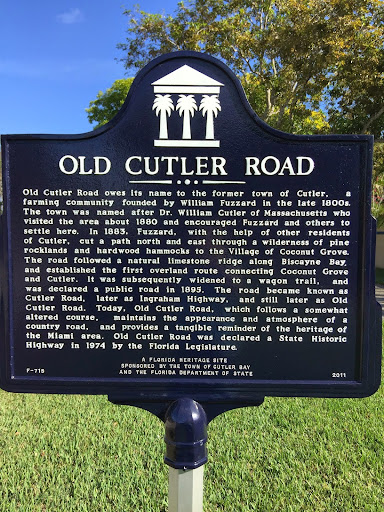 OLD CUTLER ROAD
Old Cutler Road owes its name to the former town of Cutler, a
farming community founded by William Fuzzard in the late 1800s.
The town was named after Dr. William Cutler of Massachusetts who
visited the area about 1880 and encouraged Fuzzard and others to
settle here. In 1883, Fuzzard, with the help of other residents
of Cutler, cut a path north and east through a wilderness of pine
rocklands and hardwood hammocks to the Village of Coconut Grove.
The road followed a natural limestone ridge along Biscayne Bay,
and established the first overland route connecting Coconut Grove
and Cutler. It was subsequently widened to a wagon trail, and
was declared a public road in 1895. The road became known as
Cutler Road, later as Ingraham Highway, and still later as Old
Cutler Road. Today, Old Cutler Road, which follows a somewhat
altered course, maintains the appearance and atmosphere of a
country road, and provides a tangible reminder of the heritage of
the Miami area. Old Cutler Road was declared a State Historic
Highway in 1974 by the Florida Legislature.
A FLORIDA HERITAGE SITE
SPONSORED BY THE TOWN OF CUTLER BAY
F-715 AND THE FLORIDA DEPARTMENT OF STATE 2011